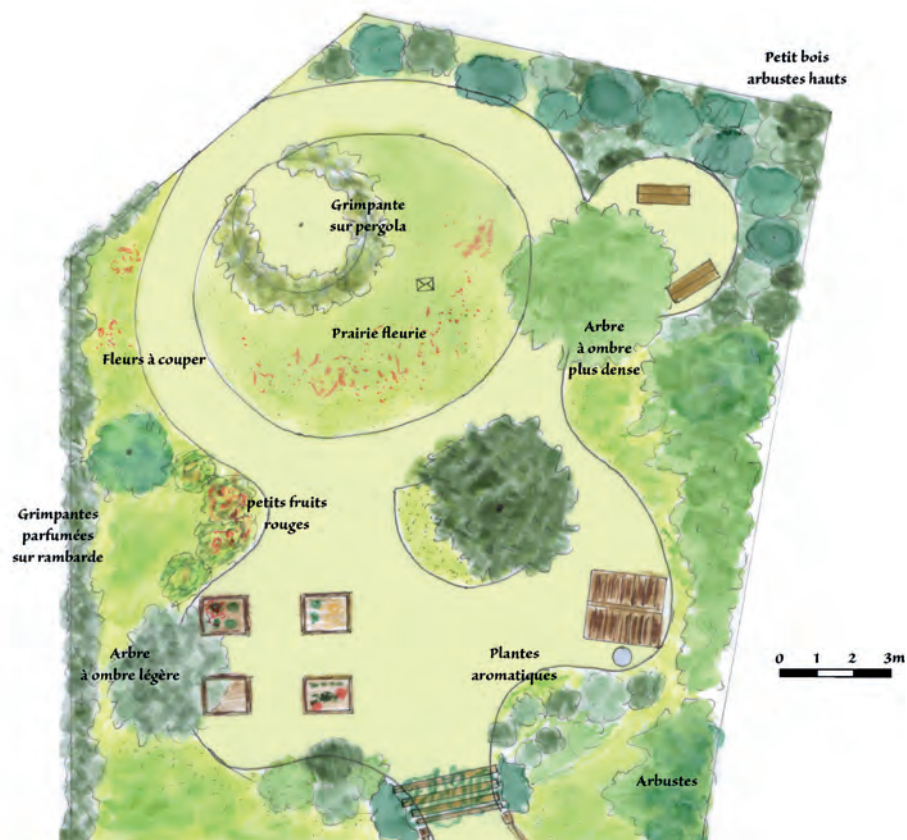 Petit bois
arbustes hauts
Grimpante
sur pergola
Prairie fleurie
Arbre
à ombre
plus dense
Fleurs à couper
petits fruits
rouges
Grimpantes
parfumées
sur rambarde
Arbre
à ombre légère
Plantes
aromatiques
0 1 2 3m
Arbustes